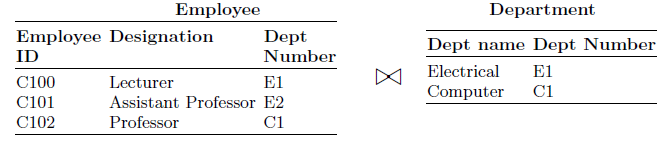 Employee
Employee ID Designation Dept Number
C100 Lecturer E1
C101 Assistant Professor E2
C102 Professor C1
⋈
Department
Dept name Dept Number
Electrical E1
Computer C1